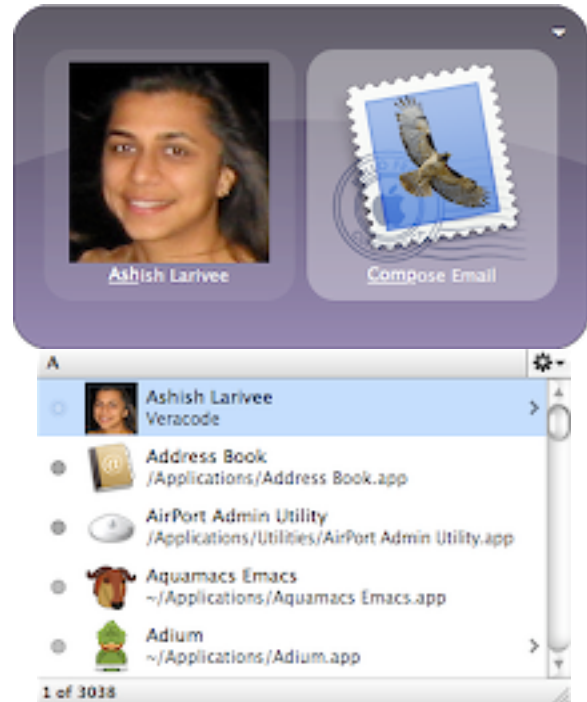 Ashish Larivee
Compose Email
A
Ashish Larivee
Veracode
Address Book
/Applications/Address Book.app
AirPort Admin Utility
/Applications/Utilities/AirPort Admin Utility.app
Aquamacs Emacs
~/Applications/Aquamacs Emacs.app
Adium
~/Applications/Adium.app
1 of 3038